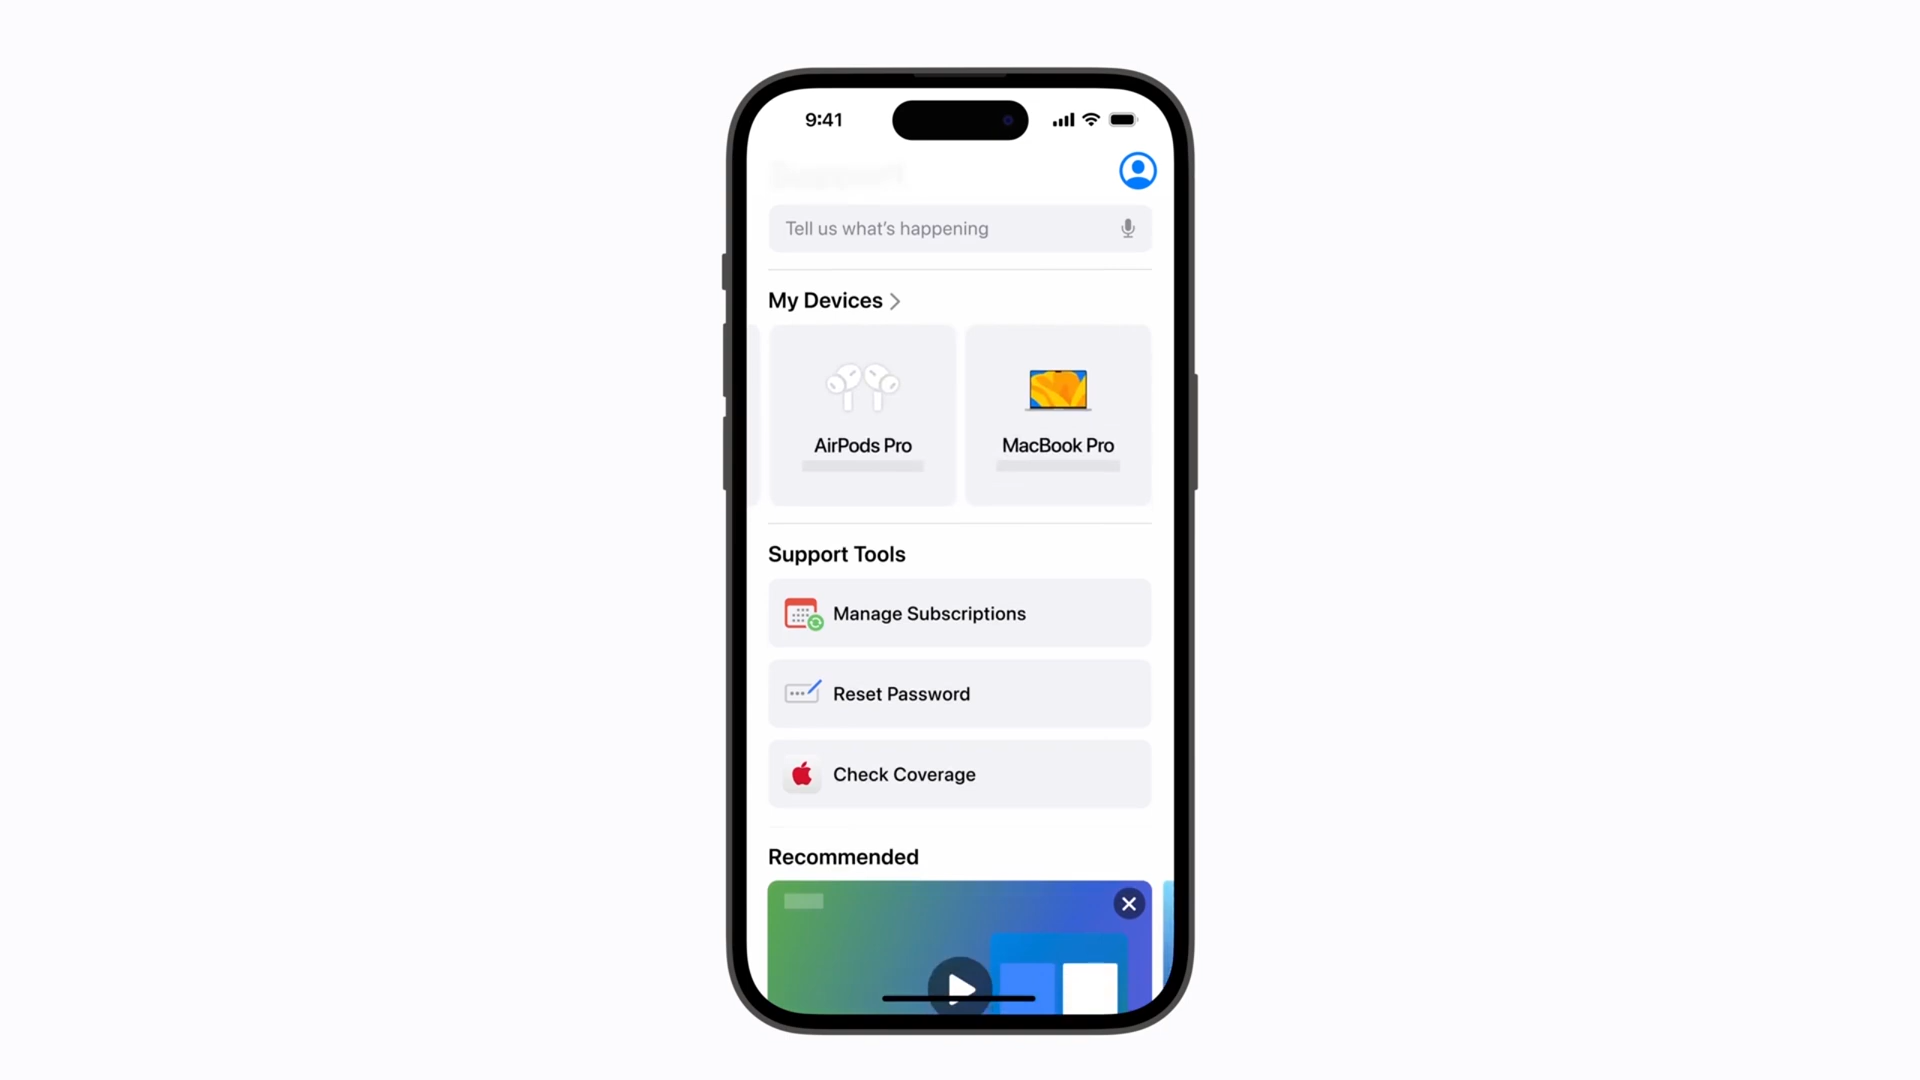 9:41
Tell us what's happening
My Devices
AirPods Pro
MacBook Pro
Support Tools
Manage Subscriptions
Reset Password
Check Coverage
Recommended